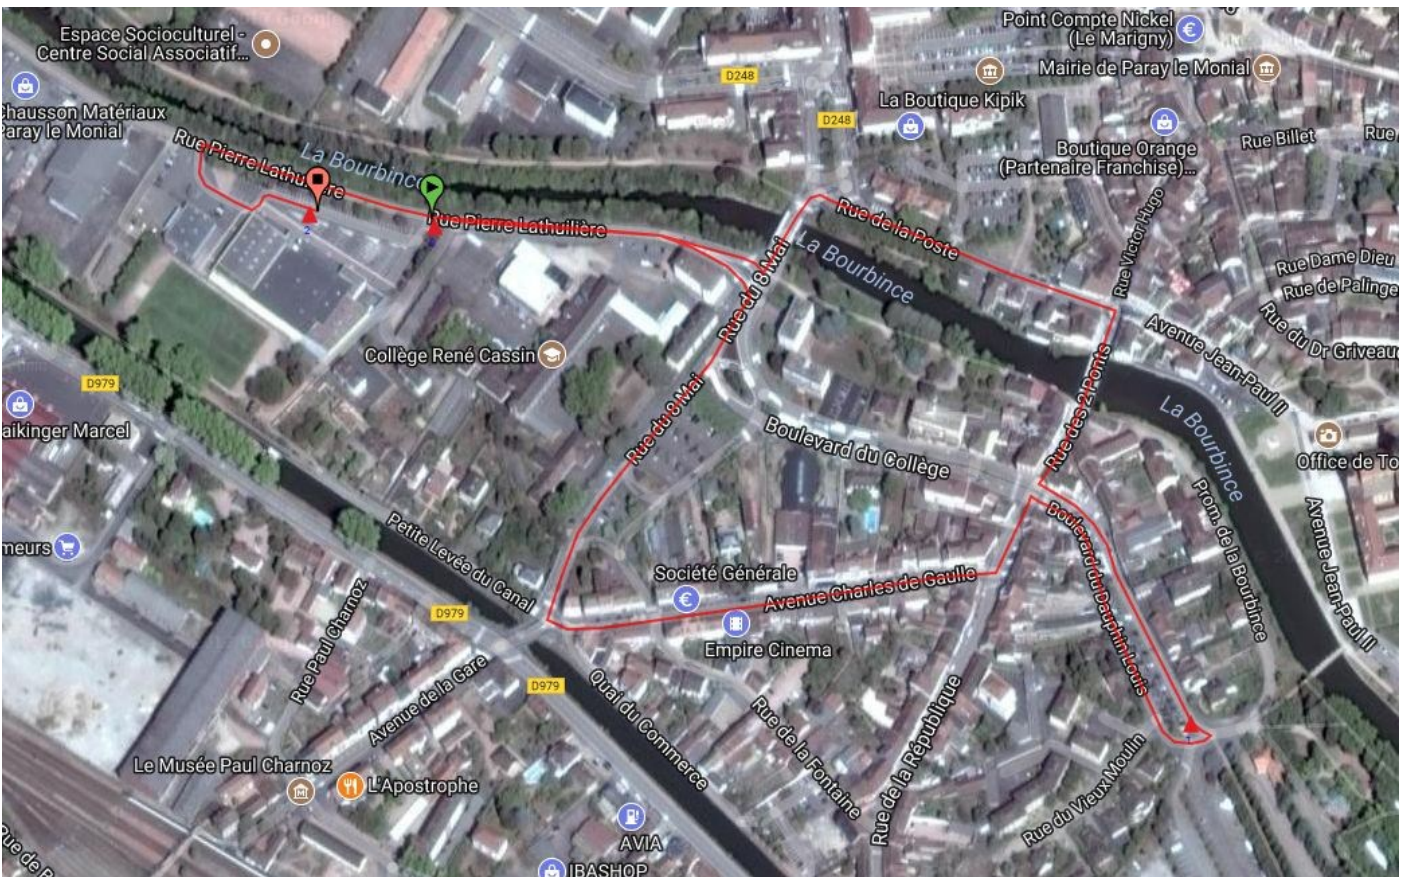 Espace Socioculturel -
Centre Social Associatif...
Chausson Matériaux
Paray le Monial
D248
D248
Point Compte Nickel
(Le Marigny)
Mairie de Paray le Monial
La Boutique Kipik
Boutique Orange
(Partenaire Franchise)...
Rue Billet
Rue
Rue Pierre Lathuilière
La Bourbince
2
Rue Pierre Lathuilière
Rue de la Poste
Rue Victor Hugo
La Bourbince
Rue du 8 Mai
Rue Dame Dieu
Rue de Palinge
Rue du Dr Griveau
Avenue Jean-Paul II
Collège René Cassin
D979
aikinger Marcel
Rue du 8 Mai
Boulevard du Collège
Rue des 2 Ponts
La Bourbince
Office de To
Prom. de la Bourbince
Avenue Jean-Paul II
meurs
Petite Levée du Canal
Boulevard du Dauphin Louis
Société Générale
Avenue Charles de Gaulle
Empire Cinema
D979
Rue Paul Charnoz
Avenue de la Gare
D979
Quai du Commerce
Rue de la Fontaine
Rue de la République
Rue du Vieux Moulin
Le Musée Paul Charnoz
L'Apostrophe
AVIA
IBASHOP
Rue de